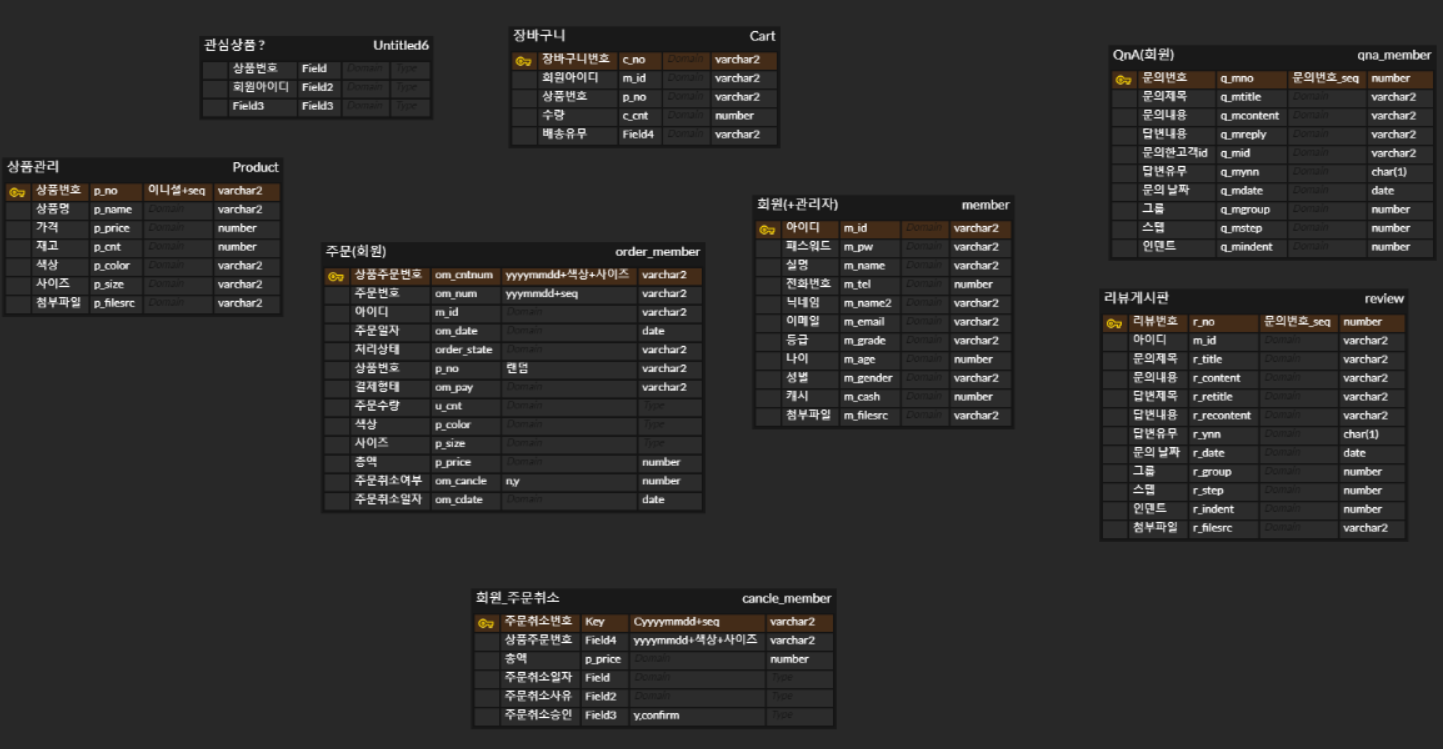 관심상품? Untitled6
상품번호 Field Domain Type
회원아이디 Field2 Domain Type
Field3 Field3 Domain Type
장바구니 Cart
장바구니번호 c_no Domain varchar2
회원아이디 m_id Domain varchar2
상품번호 p_no Domain varchar2
수량 c_cnt Domain number
배송유무 Field4 Domain varchar2
QnA(회원) qna_member
문의번호 q_mno 문의번호_seq number
문의제목 q_mtitle Domain varchar2
문의내용 q_mcontent Domain varchar2
답변내용 q_mreply Domain varchar2
문의한고객id q_mid Domain varchar2
답변유무 q_mynn Domain char(1)
문의 날짜 q_mdate Domain date
그룹 q_mgroup Domain number
스텝 q_mstep Domain number
인덴트 q_mindent Domain number
상품관리 Product
상품번호 p_no 이니셜+seq varchar2
상품명 p_name Domain varchar2
가격 p_price Domain number
재고 p_cnt Domain number
색상 p_color Domain varchar2
사이즈 p_size Domain varchar2
첨부파일 p_filesrc Domain varchar2
주문(회원) order_member
상품주문번호 om_cntnum yyyymmdd+색상+사이즈 varchar2
주문번호 om_num yyymmdd+seq varchar2
아이디 m_id Domain varchar2
주문일자 om_date Domain date
처리상태 order_state Domain varchar2
상품번호 p_no 랜덤 varchar2
결제형태 om_pay Domain varchar2
주문수량 u_cnt Domain Type
색상 p_color Domain Type
사이즈 p_size Domain Type
총액 p_price Domain number
주문취소여부 om_cancle n,y number
주문취소일자 om_cdate Domain date
회원(+관리자) member
아이디 m_id Domain varchar2
패스워드 m_pw Domain varchar2
실명 m_name Domain varchar2
전화번호 m_tel Domain number
닉네임 m_name2 Domain varchar2
이메일 m_email Domain varchar2
등급 m_grade Domain varchar2
나이 m_age Domain number
성별 m_gender Domain varchar2
캐시 m_cash Domain number
첨부파일 m_filesrc Domain varchar2
리뷰게시판 review
리뷰번호 r_no 문의번호_seq number
아이디 m_id Domain varchar2
문의제목 r_title Domain varchar2
문의내용 r_content Domain varchar2
답변제목 r_retitle Domain varchar2
답변내용 r_recontent Domain varchar2
답변유무 r_ynn Domain char(1)
문의 날짜 r_date Domain date
그룹 r_group Domain number
스텝 r_step Domain number
인덴트 r_indent Domain number
첨부파일 r_filesrc Domain varchar2
회원_주문취소 cancle_member
주문취소번호 Key Cyyyymmdd+seq varchar2
상품주문번호 Field4 yyyymmdd+색상+사이즈 varchar2
총액 p_price Domain number
주문취소일자 Field Domain Type
주문취소사유 Field2 Domain Type
주문취소승인 Field3 y,confirm Type